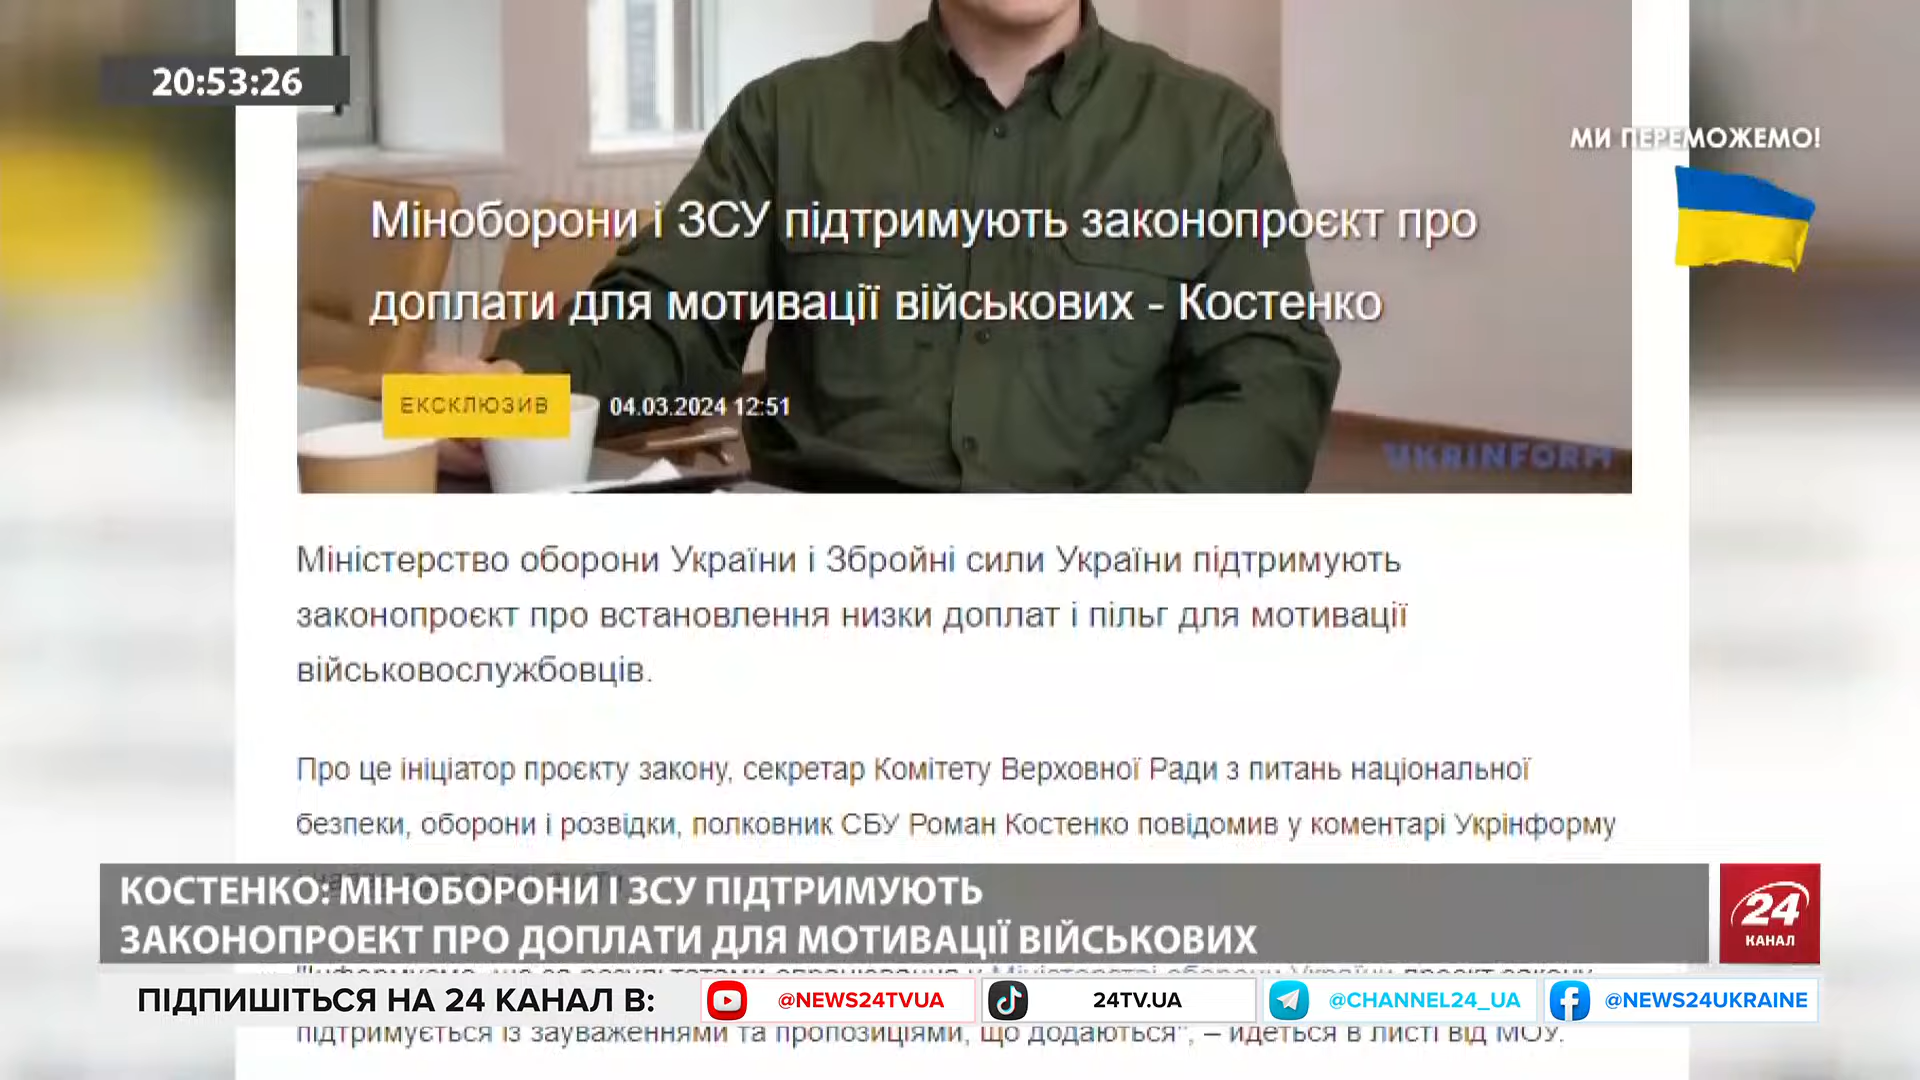 20:53:26
МИ ПЕРЕМОЖЕМО!
Міноборони і ЗСУ підтримують законопроєкт про
доплати для мотивації військових - Костенко
ЕКСКЛЮЗИВ
04.03.2024 12:51
UKRINFORM
Міністерство оборони України і Збройні сили України підтримують
законопроєкт про встановлення низки доплат і пільг для мотивації
військовослужбовців.
Про це ініціатор проєкту закону, секретар Комітету Верховної Ради з питань національної
безпеки, оборони і розвідки, полковник СБУ Роман Костенко повідомив у коментарі Укрінформу
КОСТЕНКО: МІНОБОРОНИ І ЗСУ ПІДТРИМУЮТЬ
ЗАКОНОПРОЕКТ ПРО ДОПЛАТИ ДЛЯ МОТИВАЦІЇ ВІЙСЬКОВИХ
24
КАНАЛ
ПІДПИШІТЬСЯ НА 24 КАНАЛ В:
@NEWS24TVUA
24TV.UA
@CHANNEL24_UA
@NEWS24UKRAINE
підтримується із зауваженнями та пропозиціями, що додаються", – йдеться в листі від МОУ.